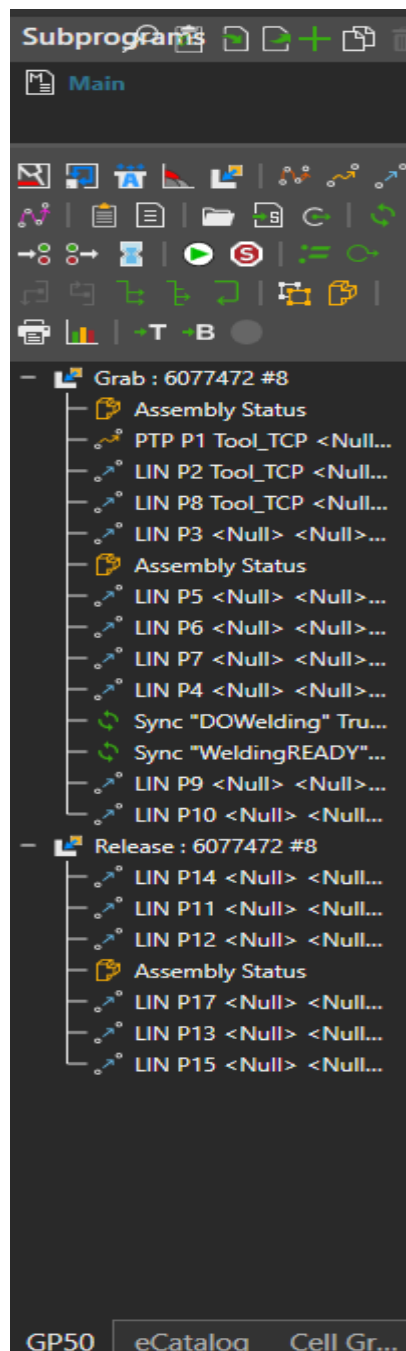 Subprograms
Main
T B
Grab : 6077472 #8
Assembly Status
PTP P1 Tool_TCP <Null...
LIN P2 Tool_TCP <Null...
LIN P8 Tool_TCP <Null...
LIN P3 <Null> <Null>...
Assembly Status
LIN P5 <Null> <Null>...
LIN P6 <Null> <Null>...
LIN P7 <Null> <Null>...
LIN P4 <Null> <Null>...
Sync "DOWelding" Tru...
Sync "WeldingREADY"...
LIN P9 <Null> <Null>...
LIN P10 <Null> <Null...
Release : 6077472 #8
LIN P14 <Null> <Null...
LIN P11 <Null> <Null...
LIN P12 <Null> <Null...
Assembly Status
LIN P17 <Null> <Null...
LIN P13 <Null> <Null...
LIN P15 <Null> <Null...
GP50 eCatalog Cell Gr...